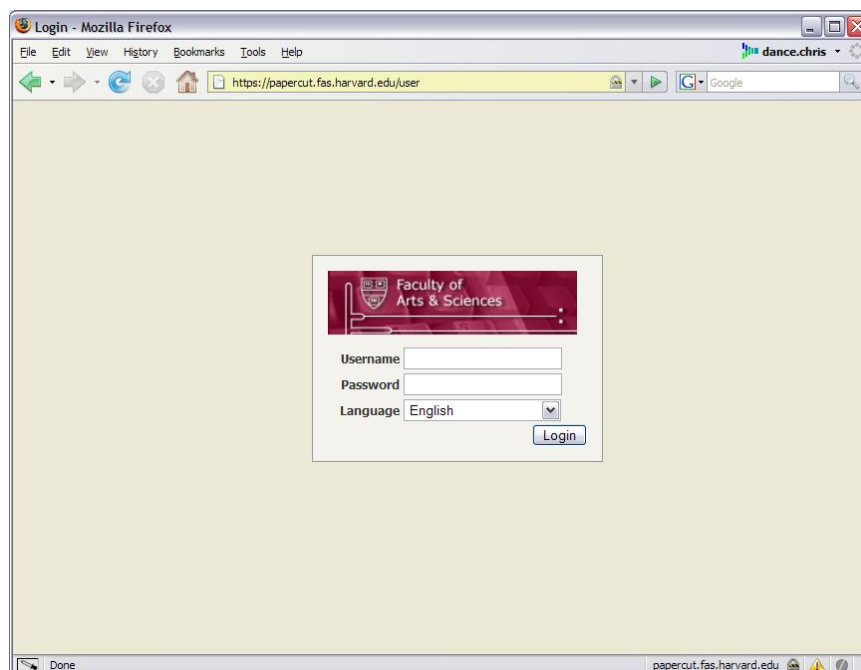 Login - Mozilla Firefox
File Edit View History Bookmarks Tools Help dance.chris
https://papercut.fas.harvard.edu/user G Google
Faculty of
Arts & Sciences
Username
Password
Language English
Login
Done papercut.fas.harvard.edu